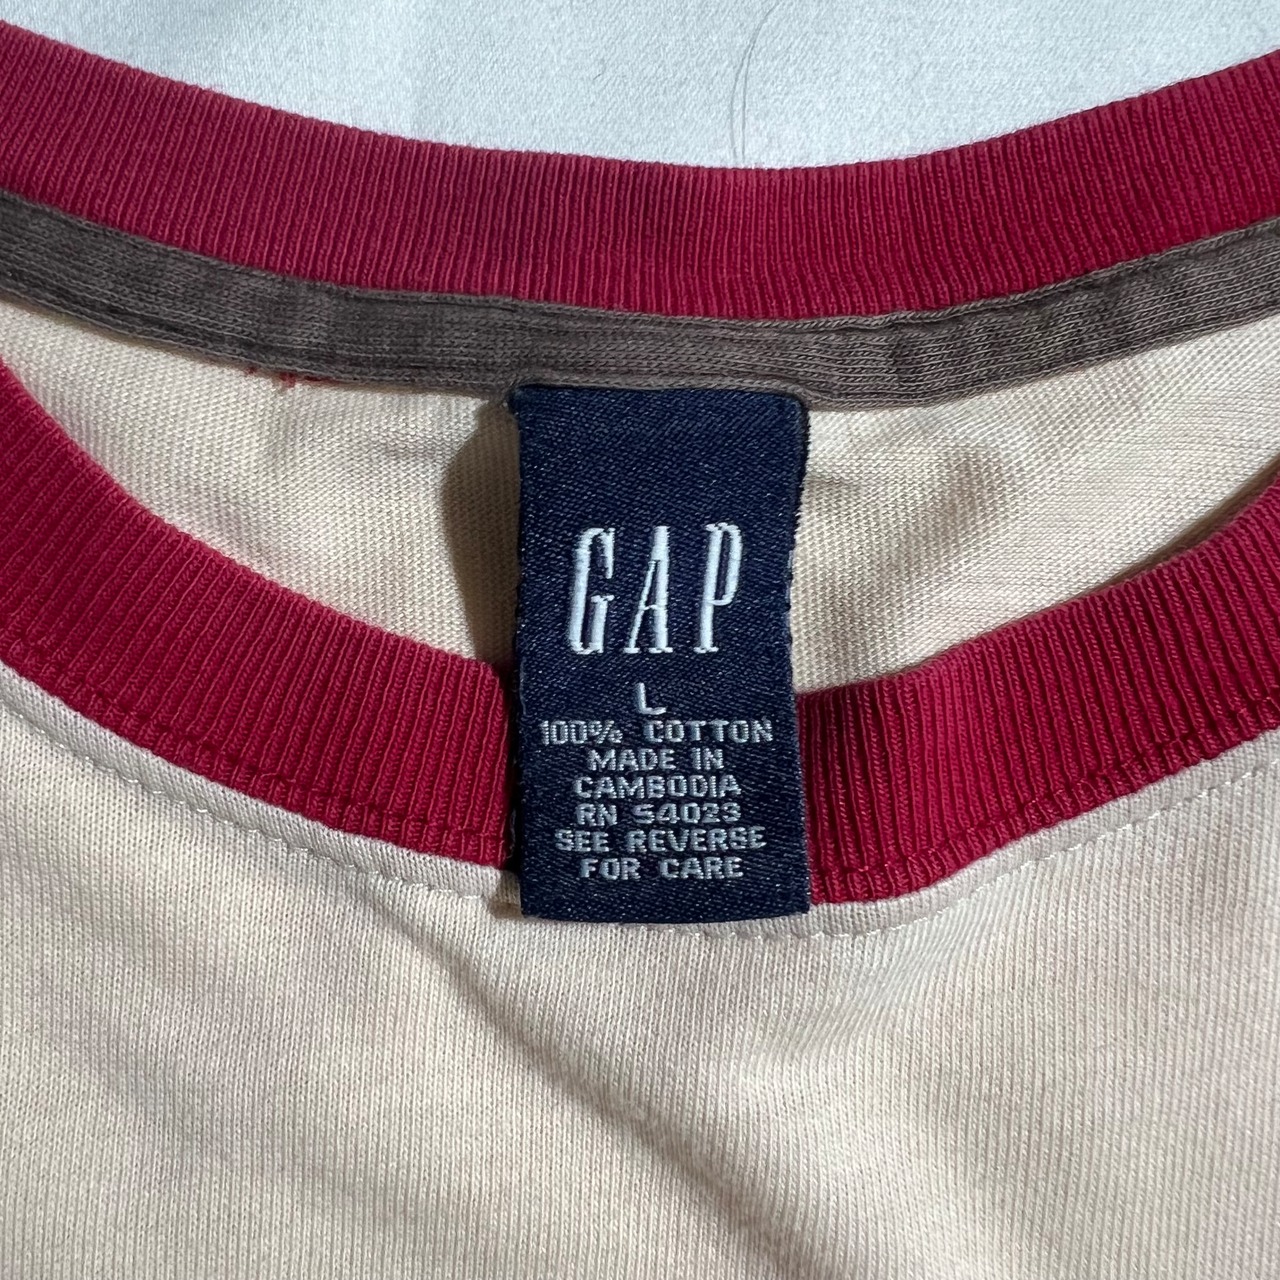 GAP
L
100% COTTON
MADE IN
CAMBODIA
RN 54023
SEE REVERSE
FOR CARE